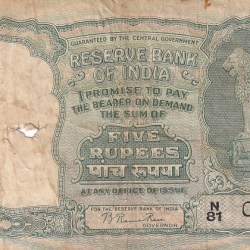 GUARANTEED BY THE CENTRAL GOVERNMENT
RESERVE BANK
OF INDIA
I PROMISE TO PAY
THE BEARER ON DEMAND
THE SUM OF
FIVE
RUPEES
पांच रुपया
AT ANY OFFICE OF ISSUE
FOR THE RESERVE BANK OF INDIA
GOVERNOR
N
81